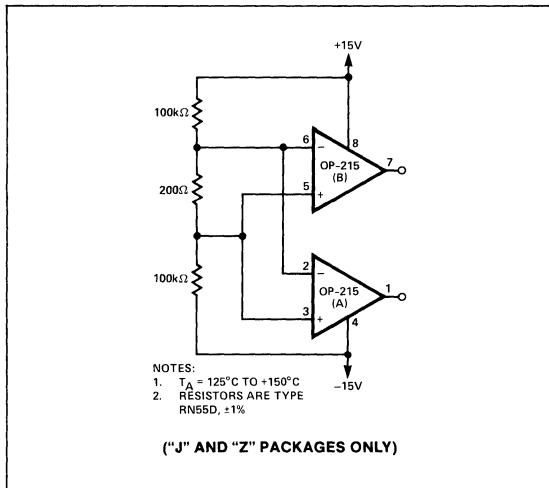 +15V
100kΩ
6
−
8
OP-215
(B)
7
200Ω
5
+
2
−
100kΩ
OP-215
(A)
1
3
+
4
NOTES:
1. TA = 125°C TO +150°C
2. RESISTORS ARE TYPE
RN55D, ±1%
−15V
("J" AND "Z" PACKAGES ONLY)